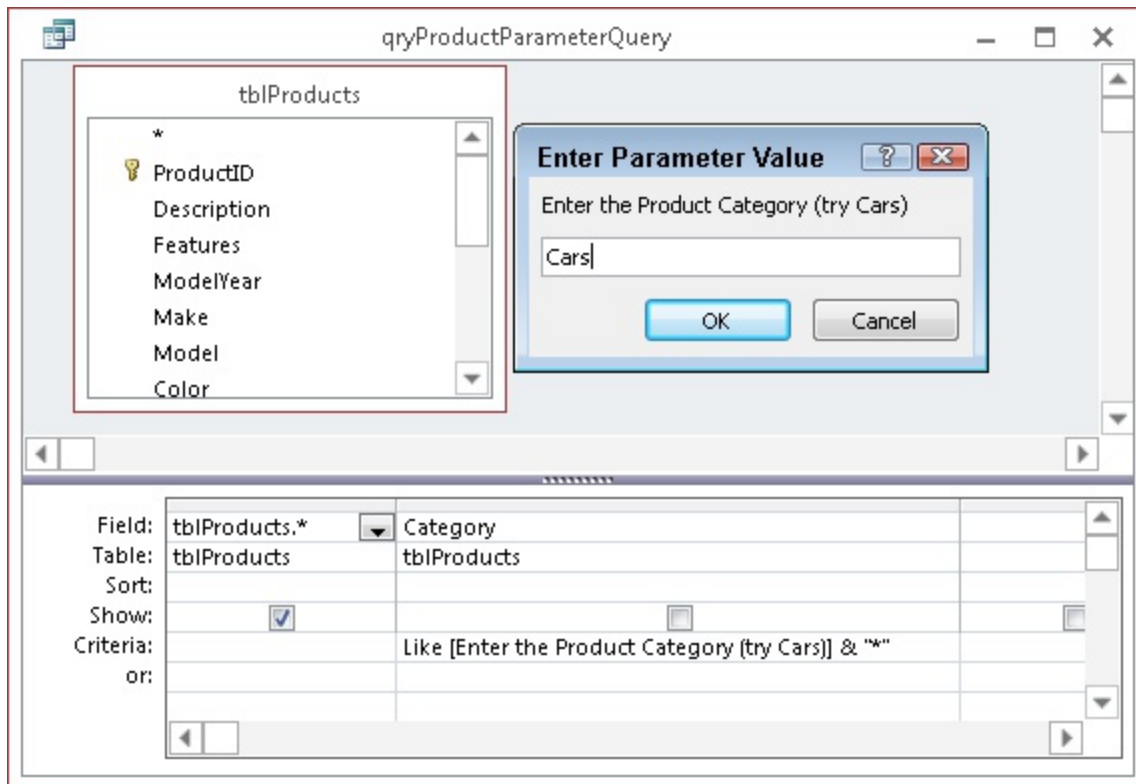 qryProductParameterQuery
tblProducts
*
ProductID
Description
Features
ModelYear
Make
Model
Color
Enter Parameter Value
Enter the Product Category (try Cars)
Cars
OK Cancel
Field: tblProducts.* Category
Table: tblProducts tblProducts
Sort:
Show:
Criteria: Like [Enter the Product Category (try Cars)] & "*"
or: